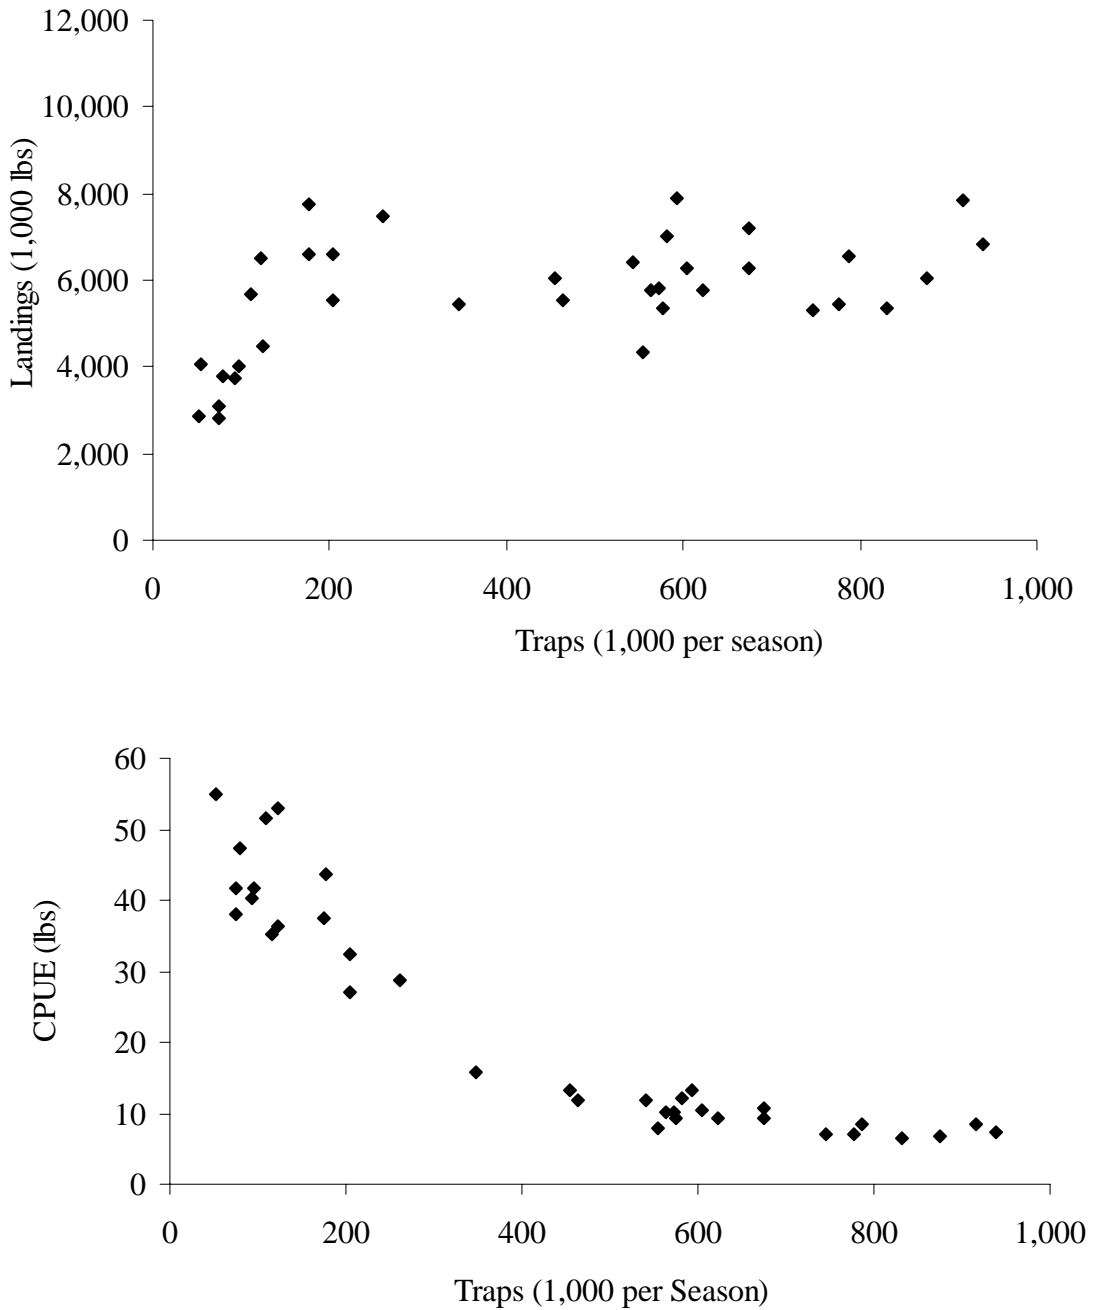 12,000
10,000
8,000
6,000
4,000
2,000
0
Landings (1,000 lbs)
0 200 400 600 800 1,000
Traps (1,000 per season)
60
50
40
30
20
10
0
CPUE (lbs)
0 200 400 600 800 1,000
Traps (1,000 per Season)